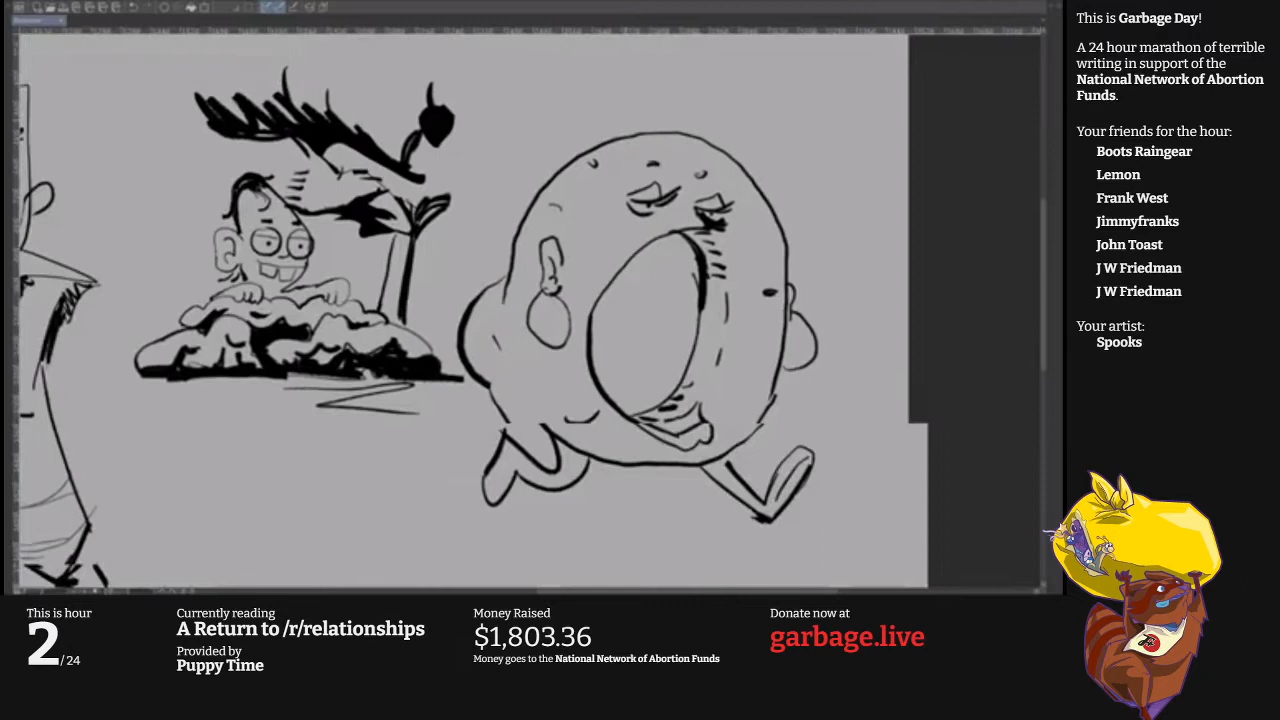 This is Garbage Day!
A 24 hour marathon of terrible
writing in support of the
National Network of Abortion
Funds.
Your friends for the hour:
Boots Raingear
Lemon
Frank West
Jimmyfranks
John Toast
J W Friedman
J W Friedman
Your artist:
Spooks
This is hour
2/24
Currently reading
A Return to /r/relationships
Provided by
Puppy Time
Money Raised
$1,803.36
Money goes to the National Network of Abortion Funds
Donate now at
garbage.live